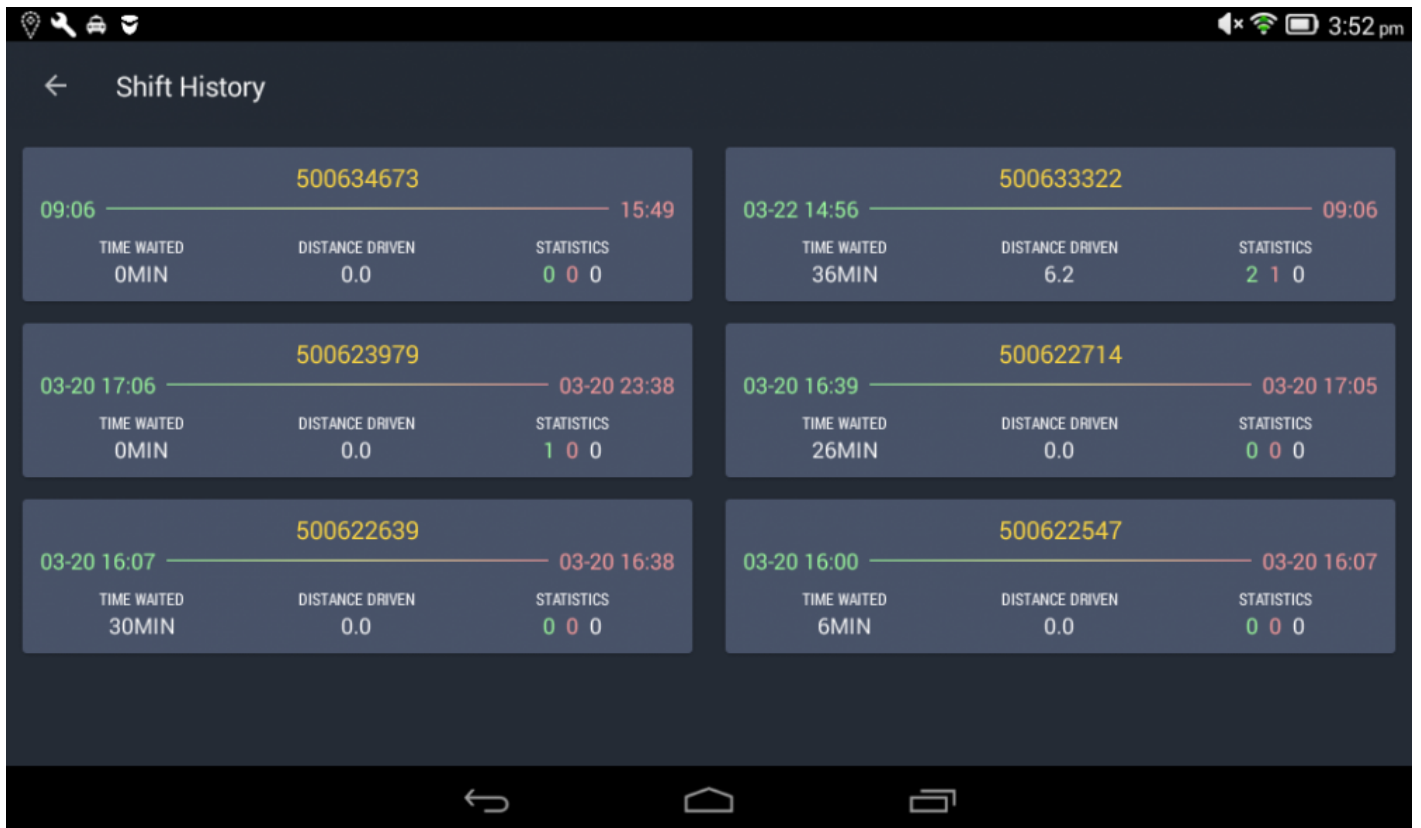 3:52 pm
Shift History
500634673
09:06 15:49
TIME WAITED DISTANCE DRIVEN STATISTICS
0MIN 0.0 0 0 0
500633322
03-22 14:56 09:06
TIME WAITED DISTANCE DRIVEN STATISTICS
36MIN 6.2 2 1 0
500623979
03-20 17:06 03-20 23:38
TIME WAITED DISTANCE DRIVEN STATISTICS
0MIN 0.0 1 0 0
500622714
03-20 16:39 03-20 17:05
TIME WAITED DISTANCE DRIVEN STATISTICS
26MIN 0.0 0 0 0
500622639
03-20 16:07 03-20 16:38
TIME WAITED DISTANCE DRIVEN STATISTICS
30MIN 0.0 0 0 0
500622547
03-20 16:00 03-20 16:07
TIME WAITED DISTANCE DRIVEN STATISTICS
6MIN 0.0 0 0 0